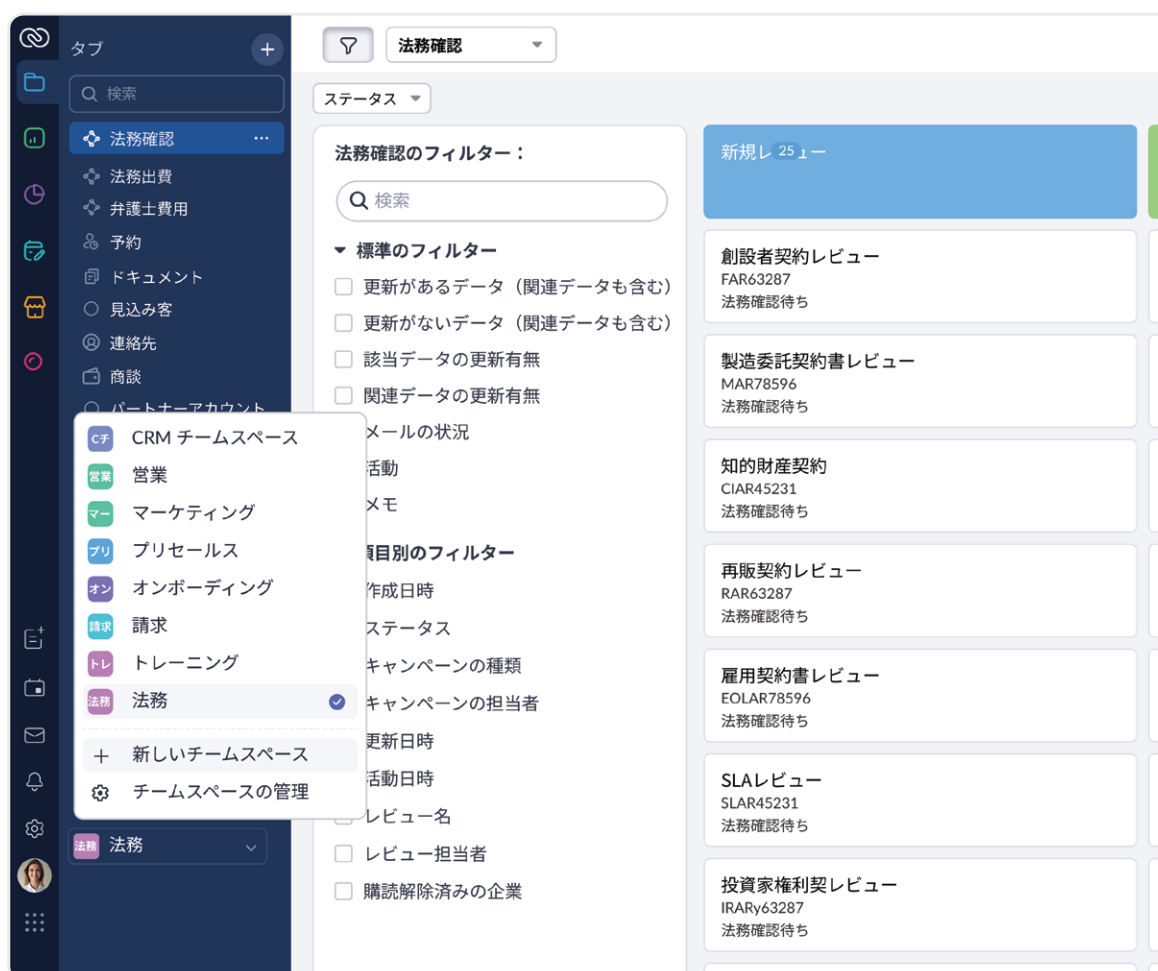 タブ
+
検索
法務確認 ...
法務出費
弁護士費用
予約
ドキュメント
見込み客
連絡先
商談
パートナーアカウント
Cチ CRM チームスペース
営業 営業
マー マーケティング
プリ プリセールス
オン オンボーディング
請求 請求
トレ トレーニング
法務 法務
+ 新しいチームスペース
チームスペースの管理
法務 法務
法務確認
ステータス
法務確認のフィルター：
検索
標準のフィルター
更新があるデータ（関連データも含む）
更新がないデータ（関連データも含む）
該当データの更新有無
関連データの更新有無
メールの状況
活動
メモ
項目別のフィルター
作成日時
ステータス
キャンペーンの種類
キャンペーンの担当者
更新日時
活動日時
レビュー名
レビュー担当者
購読解除済みの企業
新規レビュー 25
創設者契約レビュー
FAR63287
法務確認待ち
製造委託契約書レビュー
MAR78596
法務確認待ち
知的財産契約
CIAR45231
法務確認待ち
再販契約レビュー
RAR63287
法務確認待ち
雇用契約書レビュー
EOLAR78596
法務確認待ち
SLAレビュー
SLAR45231
法務確認待ち
投資家権利契レビュー
IRARy63287
法務確認待ち